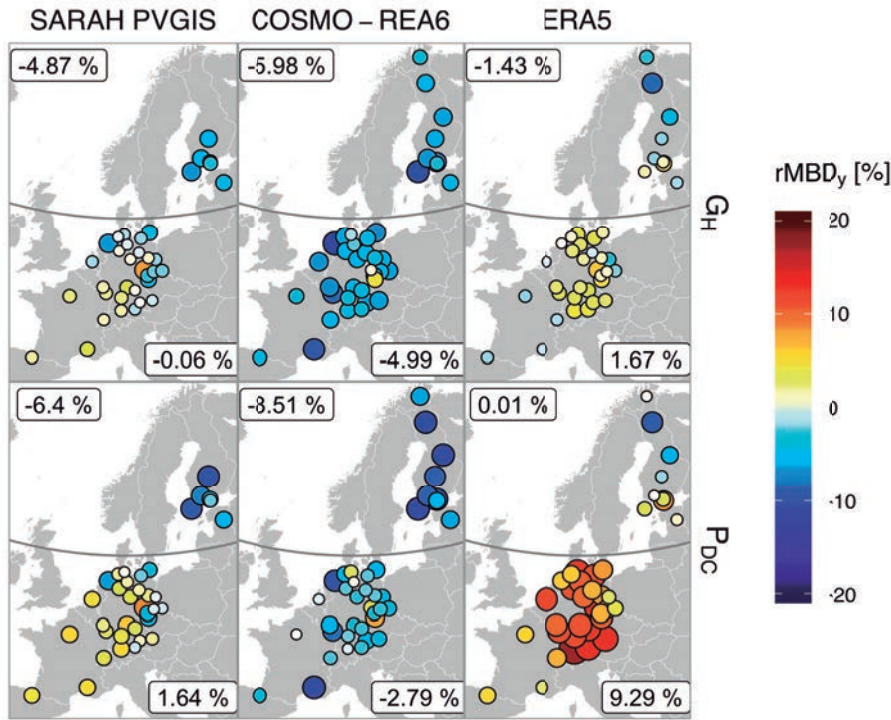 SARAH PVGIS
COSMO – REA6
ERA5
-4.87 %
-5.98 %
-1.43 %
G_H
-0.06 %
-4.99 %
1.67 %
-6.4 %
-8.51 %
0.01 %
P_DC
1.64 %
-2.79 %
9.29 %
rMBD_y [%]
20
10
0
-10
-20